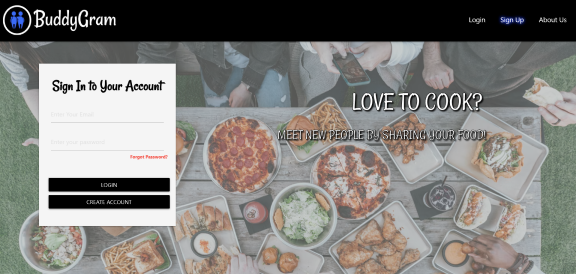 BuddyGram
Login
Sign Up
About Us
Sign In to Your Account
Enter Your Email
Enter your password
Forgot Password?
LOGIN
CREATE ACCOUNT
LOVE TO COOK?
MEET NEW PEOPLE BY SHARING YOUR FOOD!